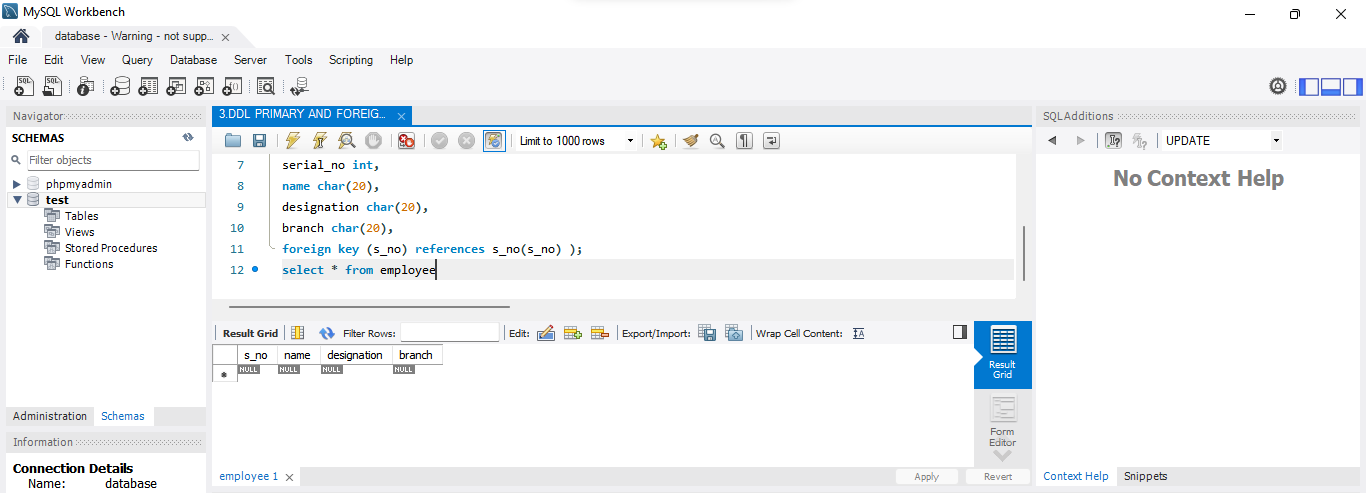 MySQL Workbench
database - Warning - not supp...
File Edit View Query Database Server Tools Scripting Help
Navigator
SCHEMAS
Filter objects
phpmyadmin
test
Tables
Views
Stored Procedures
Functions
Administration Schemas
Information
Connection Details
Name: database
3.DDL PRIMARY AND FOREIG...
Limit to 1000 rows
7 serial_no int,
8 name char(20),
9 designation char(20),
10 branch char(20),
11 foreign key (s_no) references s_no(s_no) );
12 select * from employee
Result Grid Filter Rows: Edit: Export/Import: Wrap Cell Content:
s_no name designation branch
NULL NULL NULL NULL
Result
Grid
Form
Editor
employee 1
Apply Revert
SQLAdditions
UPDATE
No Context Help
Context Help Snippets